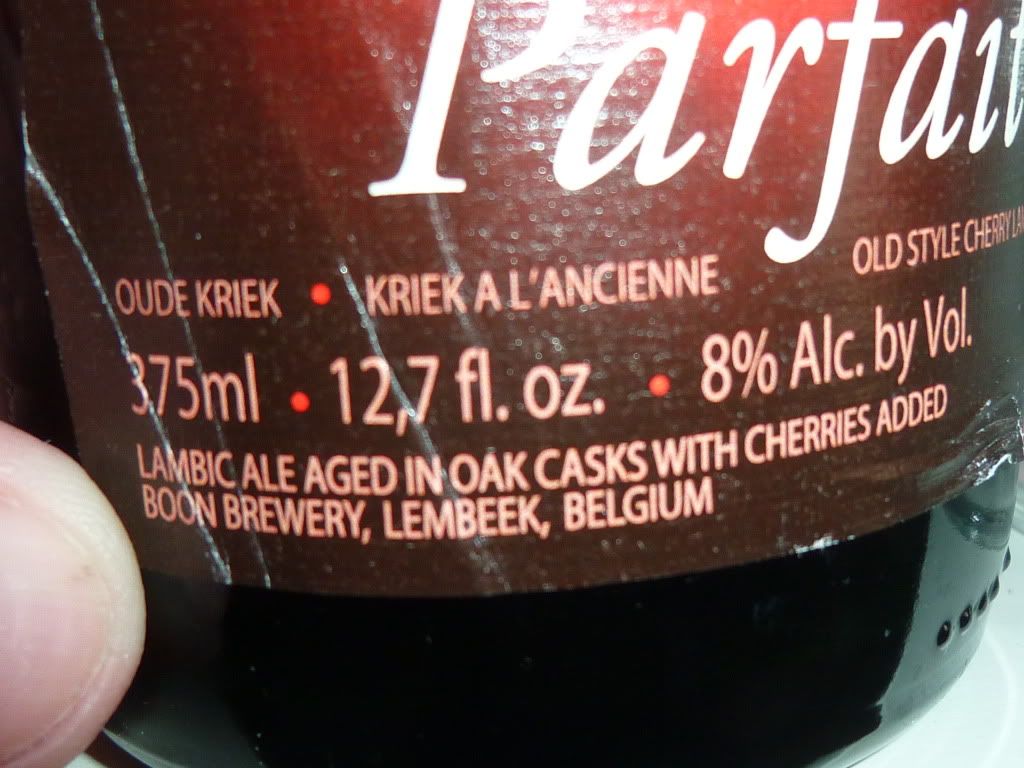 Parfait
OUDE KRIEK • KRIEK A L'ANCIENNE
OLD STYLE CHERRY
375ml • 12,7 fl. oz. • 8% Alc. by Vol.
LAMBIC ALE AGED IN OAK CASKS WITH CHERRIES ADDED
BOON BREWERY, LEMBEEK, BELGIUM